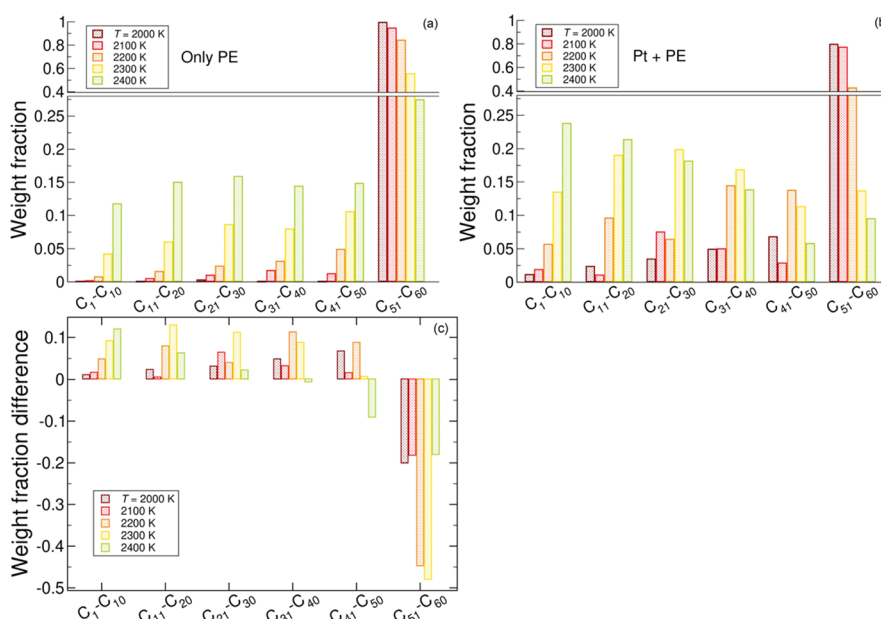 (a)
Only PE
T = 2000 K
2100 K
2200 K
2300 K
2400 K
Weight fraction
1
0.8
0.6
0.4
0.25
0.2
0.15
0.1
0.05
0
C₁-C₁₀
C₁₁-C₂₀
C₂₁-C₃₀
C₃₁-C₄₀
C₄₁-C₅₀
C₅₁-C₆₀
(b
Pt + PE
T = 2000 K
2100 K
2200 K
2300 K
2400 K
Weight fraction
1
0.8
0.6
0.4
0.25
0.2
0.15
0.1
0.05
0
C₁-C₁₀
C₁₁-C₂₀
C₂₁-C₃₀
C₃₁-C₄₀
C₄₁-C₅₀
C₅₁-C₆₀
(c)
Weight fraction difference
0.1
0
-0.1
-0.2
-0.3
-0.4
-0.5
T = 2000 K
2100 K
2200 K
2300 K
2400 K
C₁-C₁₀
C₁₁-C₂₀
C₂₁-C₃₀
C₃₁-C₄₀
C₄₁-C₅₀
C₅₁-C₆₀